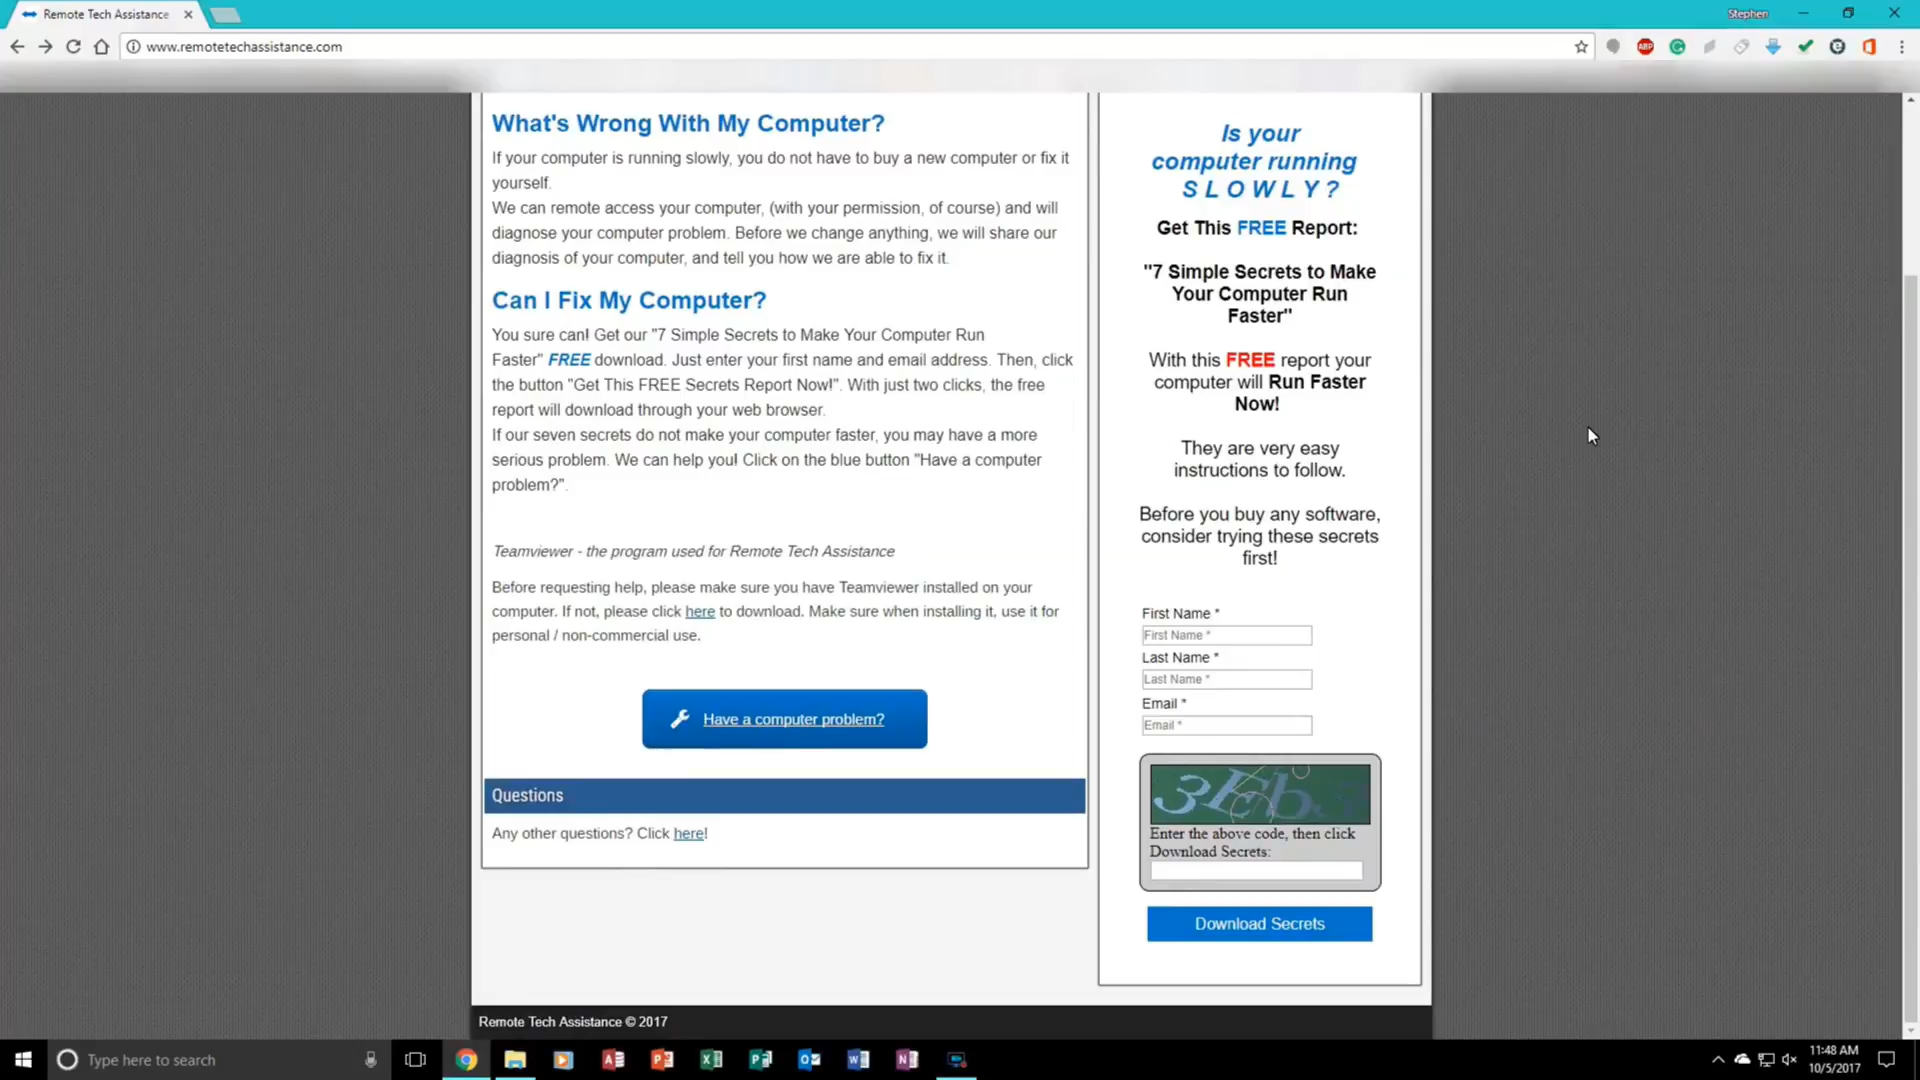 Remote Tech Assistance
Stephen
www.remotetechassistance.com
ABP
What's Wrong With My Computer?
If your computer is running slowly, you do not have to buy a new computer or fix it
yourself.
We can remote access your computer, (with your permission, of course) and will
diagnose your computer problem. Before we change anything, we will share our
diagnosis of your computer, and tell you how we are able to fix it.
Can I Fix My Computer?
You sure can! Get our "7 Simple Secrets to Make Your Computer Run
Faster" FREE download. Just enter your first name and email address. Then, click
the button "Get This FREE Secrets Report Now!". With just two clicks, the free
report will download through your web browser.
If our seven secrets do not make your computer faster, you may have a more
serious problem. We can help you! Click on the blue button "Have a computer
problem?".
Teamviewer - the program used for Remote Tech Assistance
Before requesting help, please make sure you have Teamviewer installed on your
computer. If not, please click here to download. Make sure when installing it, use it for
personal / non-commercial use.
Have a computer problem?
Questions
Any other questions? Click here!
Is your
computer running
S L O W L Y ?
Get This FREE Report:
"7 Simple Secrets to Make
Your Computer Run
Faster"
With this FREE report your
computer will Run Faster
Now!
They are very easy
instructions to follow.
Before you buy any software,
consider trying these secrets
first!
First Name *
First Name *
Last Name *
Last Name *
Email *
Email *
Enter the above code, then click
Download Secrets:
Download Secrets
Remote Tech Assistance © 2017
Type here to search
11:48 AM
10/5/2017